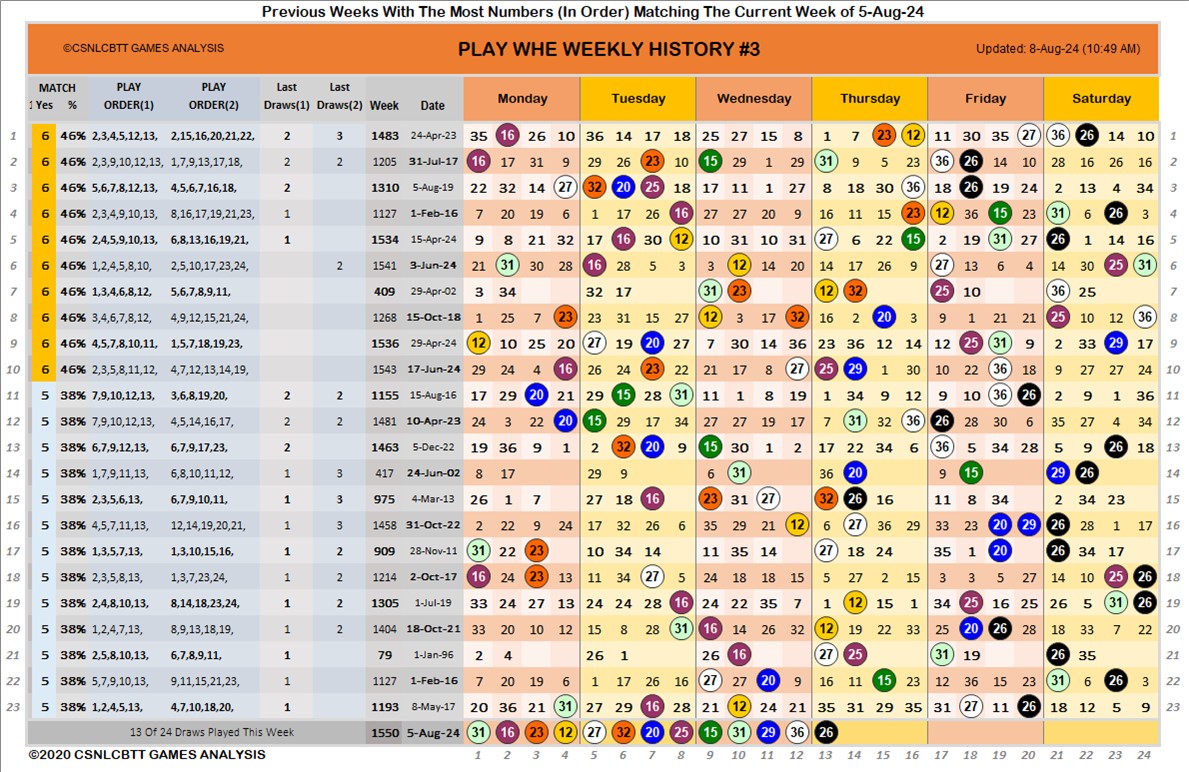 Previous Weeks With The Most Numbers (In Order) Matching The Current Week of 5-Aug-24
©CSNLCBTT GAMES ANALYSIS PLAY WHE WEEKLY HISTORY #3 Updated: 8-Aug-24 (10:49 AM)
MATCH PLAY PLAY Last Last
Yes % ORDER(1) ORDER(2) Draws(1) Draws(2) Week Date Monday Tuesday Wednesday Thursday Friday Saturday
1 6 46% 2,3,4,5,12,13, 2,15,16,20,21,22, 2 3 1483 24-Apr-23 35 16 26 10 36 14 17 18 25 27 15 8 1 7 23 12 11 30 35 27 36 22 14 10 1
2 6 46% 2,3,9,10,12,13, 1,7,9,13,17,18, 2 2 1205 31-Jul-17 16 17 31 9 29 26 23 10 15 29 1 29 31 9 5 23 36 26 14 10 28 16 26 16 2
3 6 46% 5,6,7,8,12,13, 4,5,6,7,16,18, 2 1310 5-Aug-19 22 32 14 27 32 20 25 18 17 11 1 27 8 18 30 36 18 26 19 24 2 13 4 34 3
4 6 46% 2,3,4,9,10,13, 8,16,17,19,21,23, 1 1127 1-Feb-16 7 20 19 6 1 17 26 16 27 27 20 9 16 11 15 23 12 36 15 23 31 6 26 3 4
5 6 46% 2,4,5,9,10,13, 6,8,13,16,19,21, 1 1534 15-Apr-24 9 8 21 32 17 16 30 12 10 31 10 31 27 6 22 15 2 19 31 27 26 1 14 16 5
6 6 46% 1,2,4,5,8,10, 2,5,10,17,23,24, 2 1541 3-Jun-24 21 31 30 28 16 28 5 3 3 12 14 20 14 17 26 9 27 13 6 4 14 30 25 31 6
7 6 46% 1,3,4,6,8,12, 5,6,7,8,9,11, 409 29-Apr-02 3 34 32 17 31 23 12 32 25 10 36 25 7
8 6 46% 3,4,6,7,8,12, 4,9,12,15,21,24, 1268 15-Oct-18 1 25 7 23 23 31 15 27 12 3 17 32 16 2 20 3 9 1 21 21 25 10 12 36 8
9 6 46% 4,5,7,8,10,11, 1,5,7,18,19,23, 1536 29-Apr-24 12 10 25 20 27 19 20 27 7 30 14 36 23 36 12 14 12 25 31 9 2 33 29 17 9
10 6 46% 2,3,5,8,11,12, 4,7,12,13,14,19, 1543 17-Jun-24 29 24 4 16 26 24 23 22 21 17 8 27 25 29 1 30 10 22 36 18 9 27 27 24 10
11 5 38% 7,9,10,12,13, 3,6,8,19,20, 2 2 1155 15-Aug-16 17 29 20 21 29 15 28 31 11 1 8 19 1 34 9 12 9 10 36 26 2 9 1 36 11
12 5 38% 7,9,10,12,13, 4,5,14,16,17, 2 2 1481 10-Apr-23 24 3 22 20 15 29 17 34 27 27 19 17 7 31 32 36 26 28 30 6 35 27 4 34 12
13 5 38% 6,7,9,12,13, 6,7,9,17,23, 2 1463 5-Dec-22 19 36 9 1 2 32 20 9 15 30 1 2 17 22 34 6 36 5 34 28 5 9 26 18 13
14 5 38% 1,7,9,11,13, 6,8,10,11,12, 1 3 417 24-Jun-02 8 17 29 9 6 31 36 20 9 15 29 22 14
15 5 38% 2,3,5,6,13, 6,7,9,10,11, 1 3 975 4-Mar-13 26 1 7 27 18 16 23 31 27 32 26 16 11 8 34 2 34 23 15
16 5 38% 4,5,7,11,13, 12,14,19,20,21, 1 3 1458 31-Oct-22 2 22 9 24 17 32 26 6 35 29 21 12 6 27 36 29 33 23 20 29 26 28 1 17 16
17 5 38% 1,3,5,7,13, 1,3,10,15,16, 1 2 909 28-Nov-11 31 22 23 10 34 14 11 35 14 27 18 24 35 1 20 26 34 17 17
18 5 38% 2,3,5,8,13, 1,3,7,23,24, 1 2 1214 2-Oct-17 16 24 23 13 11 34 27 5 24 18 18 15 5 27 2 15 3 3 5 27 14 10 25 26 18
19 5 38% 2,4,8,10,13, 8,14,18,23,24, 1 2 1305 1-Jul-19 33 24 27 13 24 24 28 16 24 22 35 7 1 12 15 1 34 25 16 25 26 5 31 26 19
20 5 38% 1,2,4,7,13, 8,9,13,18,19, 1 2 1404 18-Oct-21 33 20 10 12 15 8 28 31 16 14 26 32 12 19 22 33 25 20 26 28 18 33 7 22 20
21 5 38% 2,5,8,10,13, 6,7,8,9,11, 1 79 1-Jan-96 2 4 26 1 26 16 27 25 31 19 26 35 21
22 5 38% 5,7,9,10,13, 9,11,15,21,23, 1 1127 1-Feb-16 7 20 19 6 1 17 26 16 27 27 20 9 16 11 15 23 12 36 15 23 31 6 26 3 22
23 5 38% 1,2,4,5,13, 4,7,10,18,20, 1 1193 8-May-17 20 36 21 31 27 29 16 28 21 12 24 21 35 31 29 35 31 27 11 26 18 12 5 9 23
13 Of 24 Draws Played This Week 1550 5-Aug-24 31 16 23 12 27 32 20 25 15 31 29 36 26
©2020 CSNLCBTT GAMES ANALYSIS 1 2 3 4 5 6 7 8 9 10 11 12 13 14 15 16 17 18 19 20 21 22 23 24